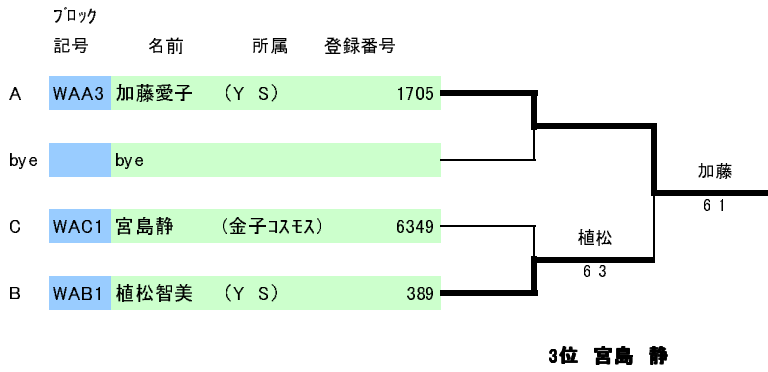 ブロック
記号 名前 所属 登録番号
A WAA3 加藤愛子 (Y S) 1705
bye bye
加藤
6 1
C WAC1 宮島静 (金子コスモス) 6349
植松
6 3
B WAB1 植松智美 (Y S) 389
3位 宮島 静